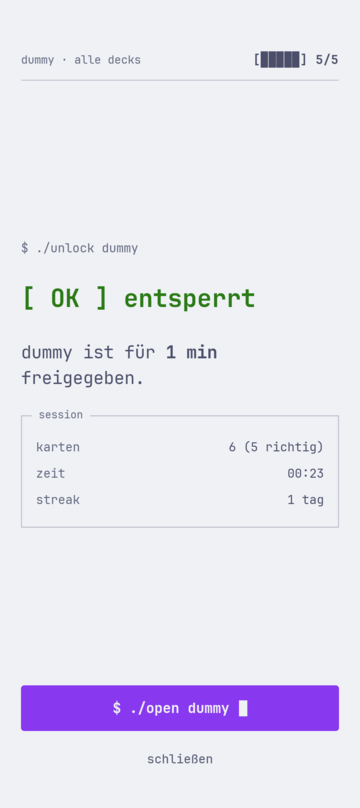 dummy · alle decks
[█████] 5/5
$ ./unlock dummy
[ OK ] entsperrt
dummy ist für 1 min
freigegeben.
session
karten 6 (5 richtig)
zeit 00:23
streak 1 tag
$ ./open dummy █
schließen